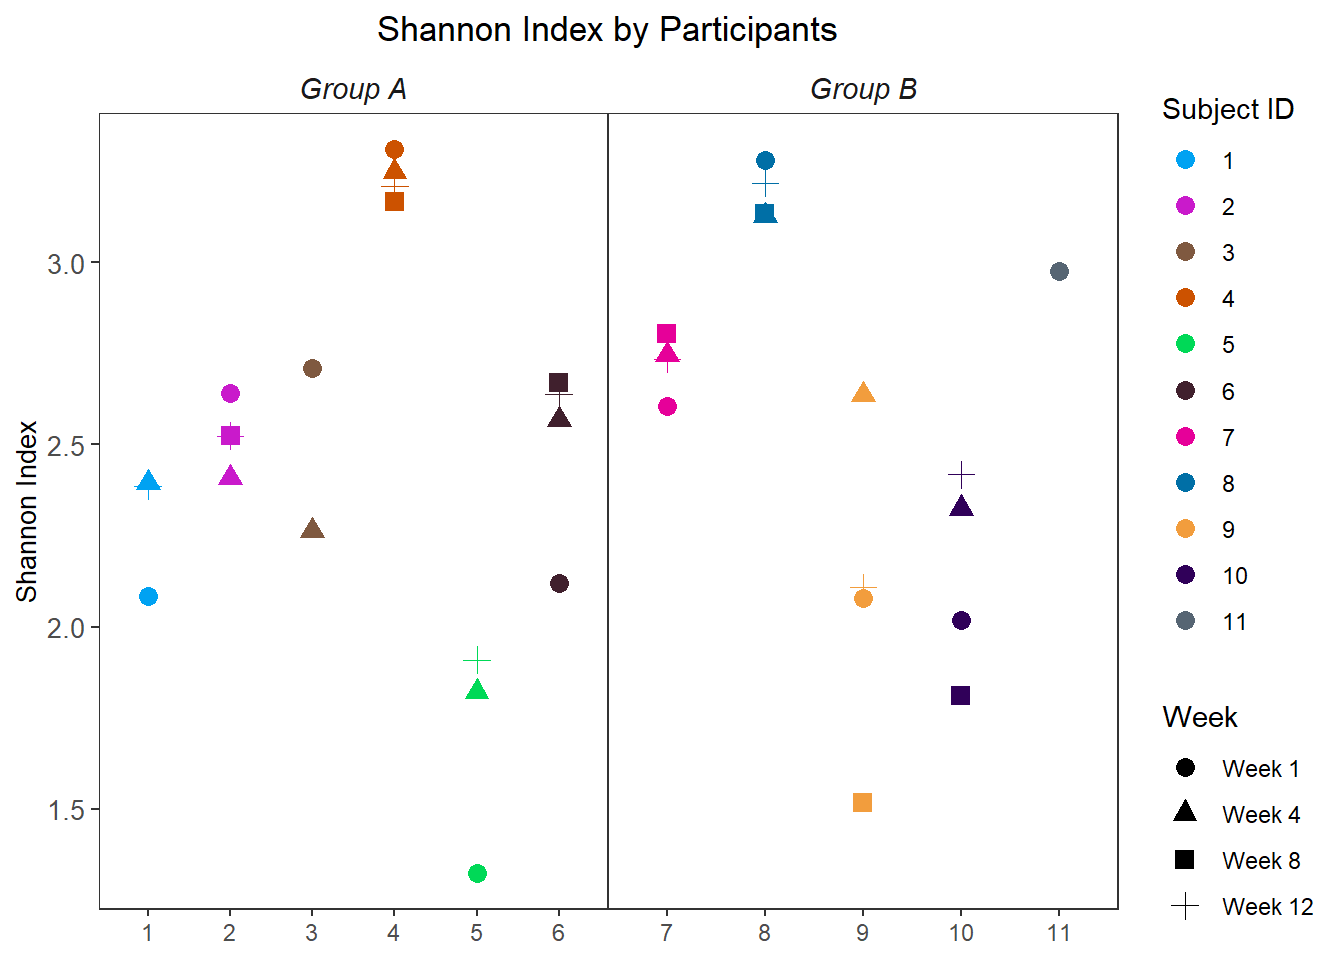 Shannon Index by Participants
Group A
Group B
Shannon Index
3.0
2.5
2.0
1.5
1 2 3 4 5 6 7 8 9 10 11
Subject ID
1
2
3
4
5
6
7
8
9
10
11
Week
Week 1
Week 4
Week 8
Week 12